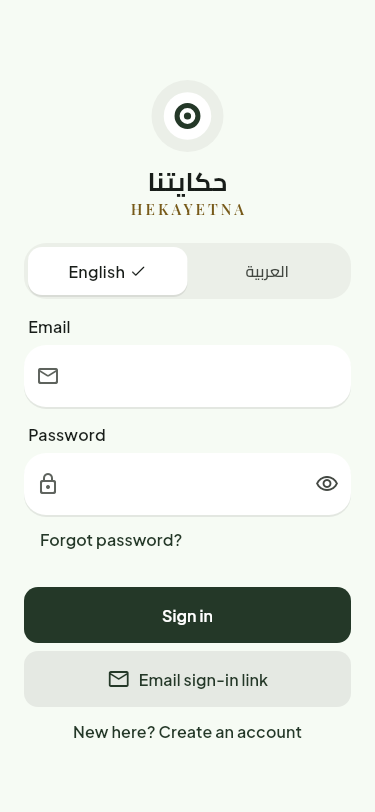 حكايتنا
HEKAYETNA
English
العربية
Email
Password
Forgot password?
Sign in
Email sign-in link
New here? Create an account